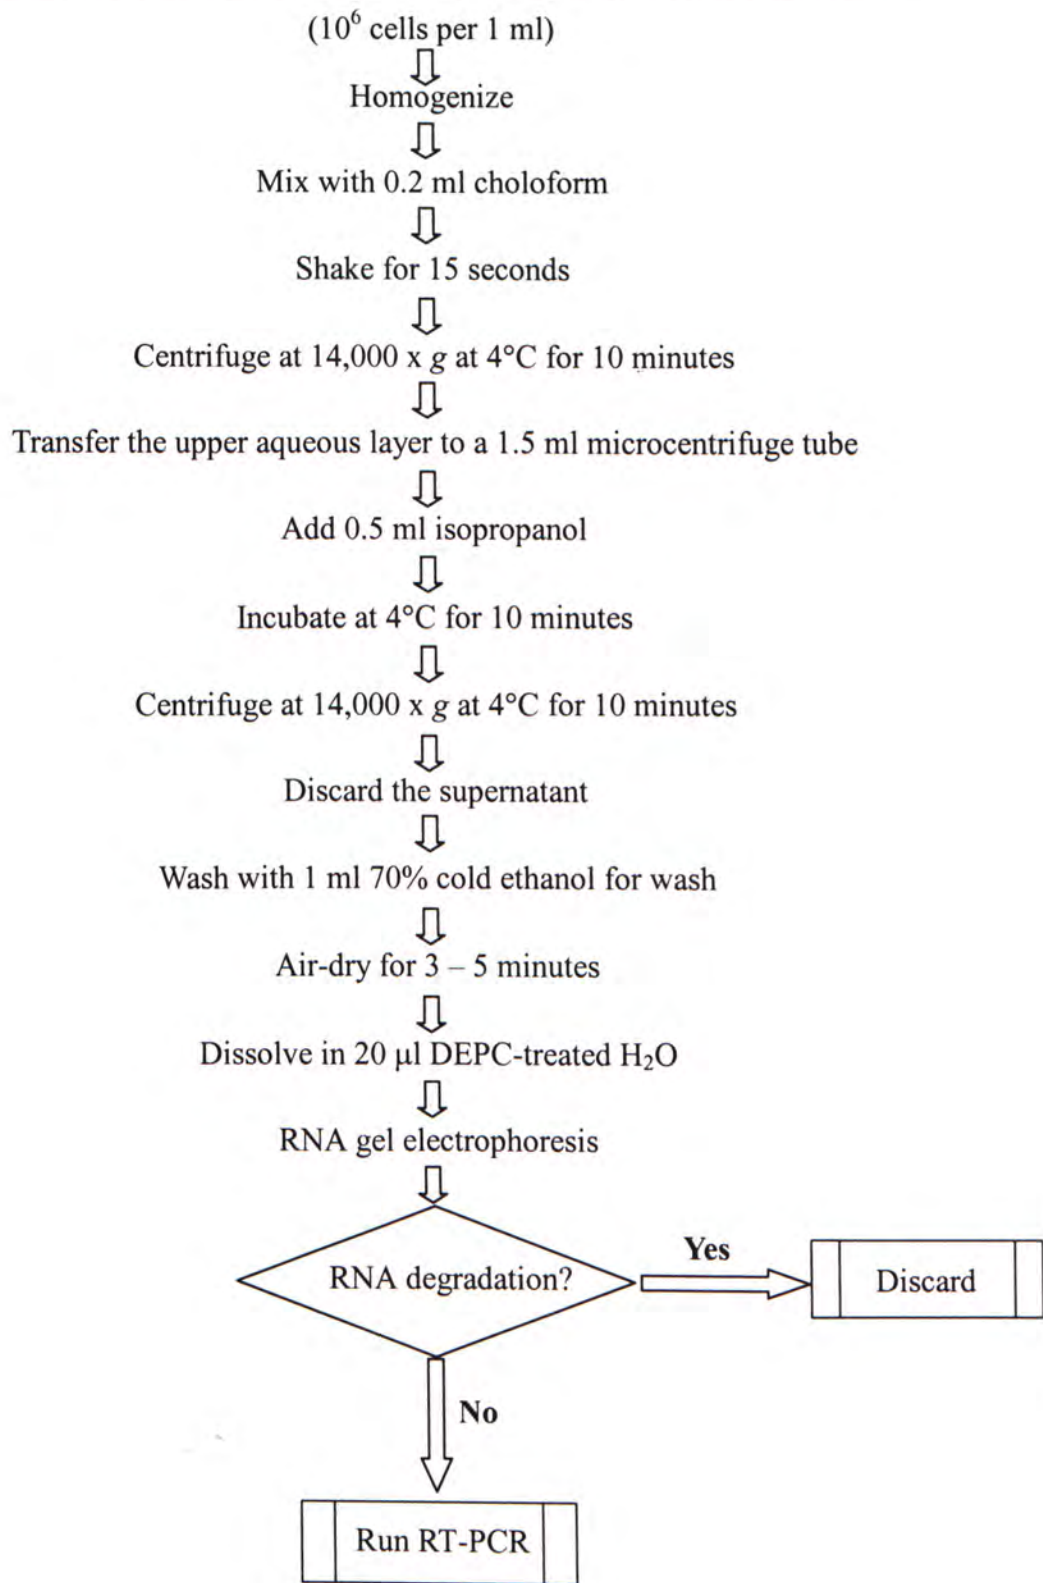 (10⁶ cells per 1 ml)
Homogenize
Mix with 0.2 ml choloform
Shake for 15 seconds
Centrifuge at 14,000 x g at 4°C for 10 minutes
Transfer the upper aqueous layer to a 1.5 ml microcentrifuge tube
Add 0.5 ml isopropanol
Incubate at 4°C for 10 minutes
Centrifuge at 14,000 x g at 4°C for 10 minutes
Discard the supernatant
Wash with 1 ml 70% cold ethanol for wash
Air-dry for 3 – 5 minutes
Dissolve in 20 µl DEPC-treated H₂O
RNA gel electrophoresis
RNA degradation?
Yes
Discard
No
Run RT-PCR